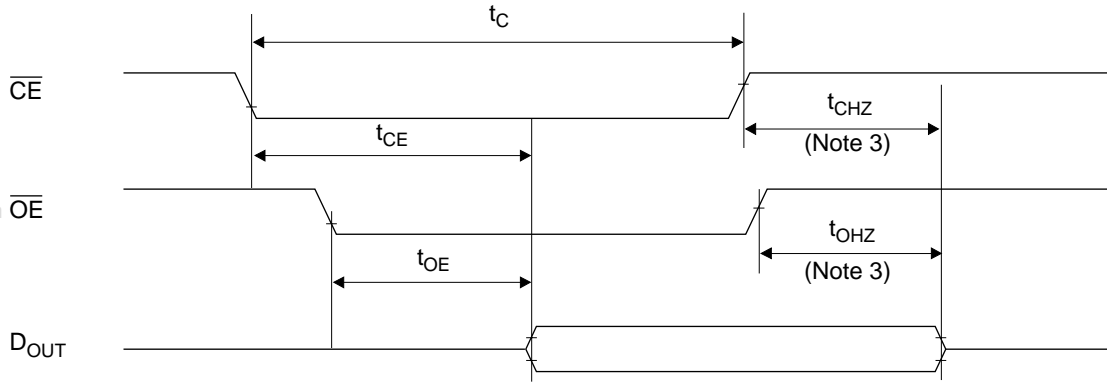 tC
CE
tCHZ
(Note 3)
tCE
OE
tOHZ
(Note 3)
tOE
DOUT